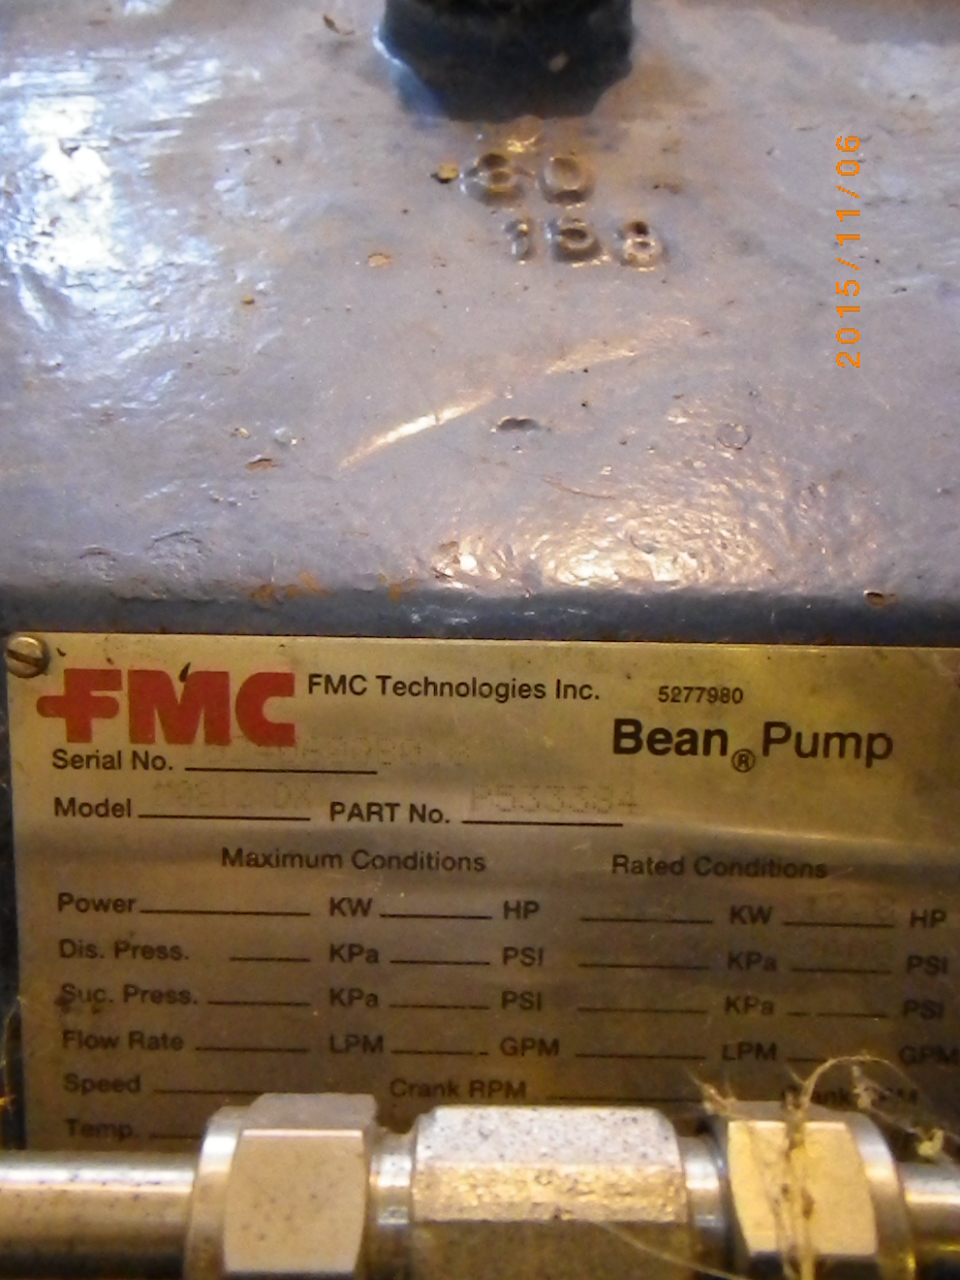 60
158
2015/11/06
FMC FMC Technologies Inc. 5277980
Bean® Pump
Serial No.
Model PART No. P533384
Maximum Conditions Rated Conditions
Power KW HP KW HP
Dis. Press. KPa PSI KPa PSI
Suc. Press. KPa PSI KPa PSI
Flow Rate LPM GPM LPM GPM
Speed Crank RPM
Temp.